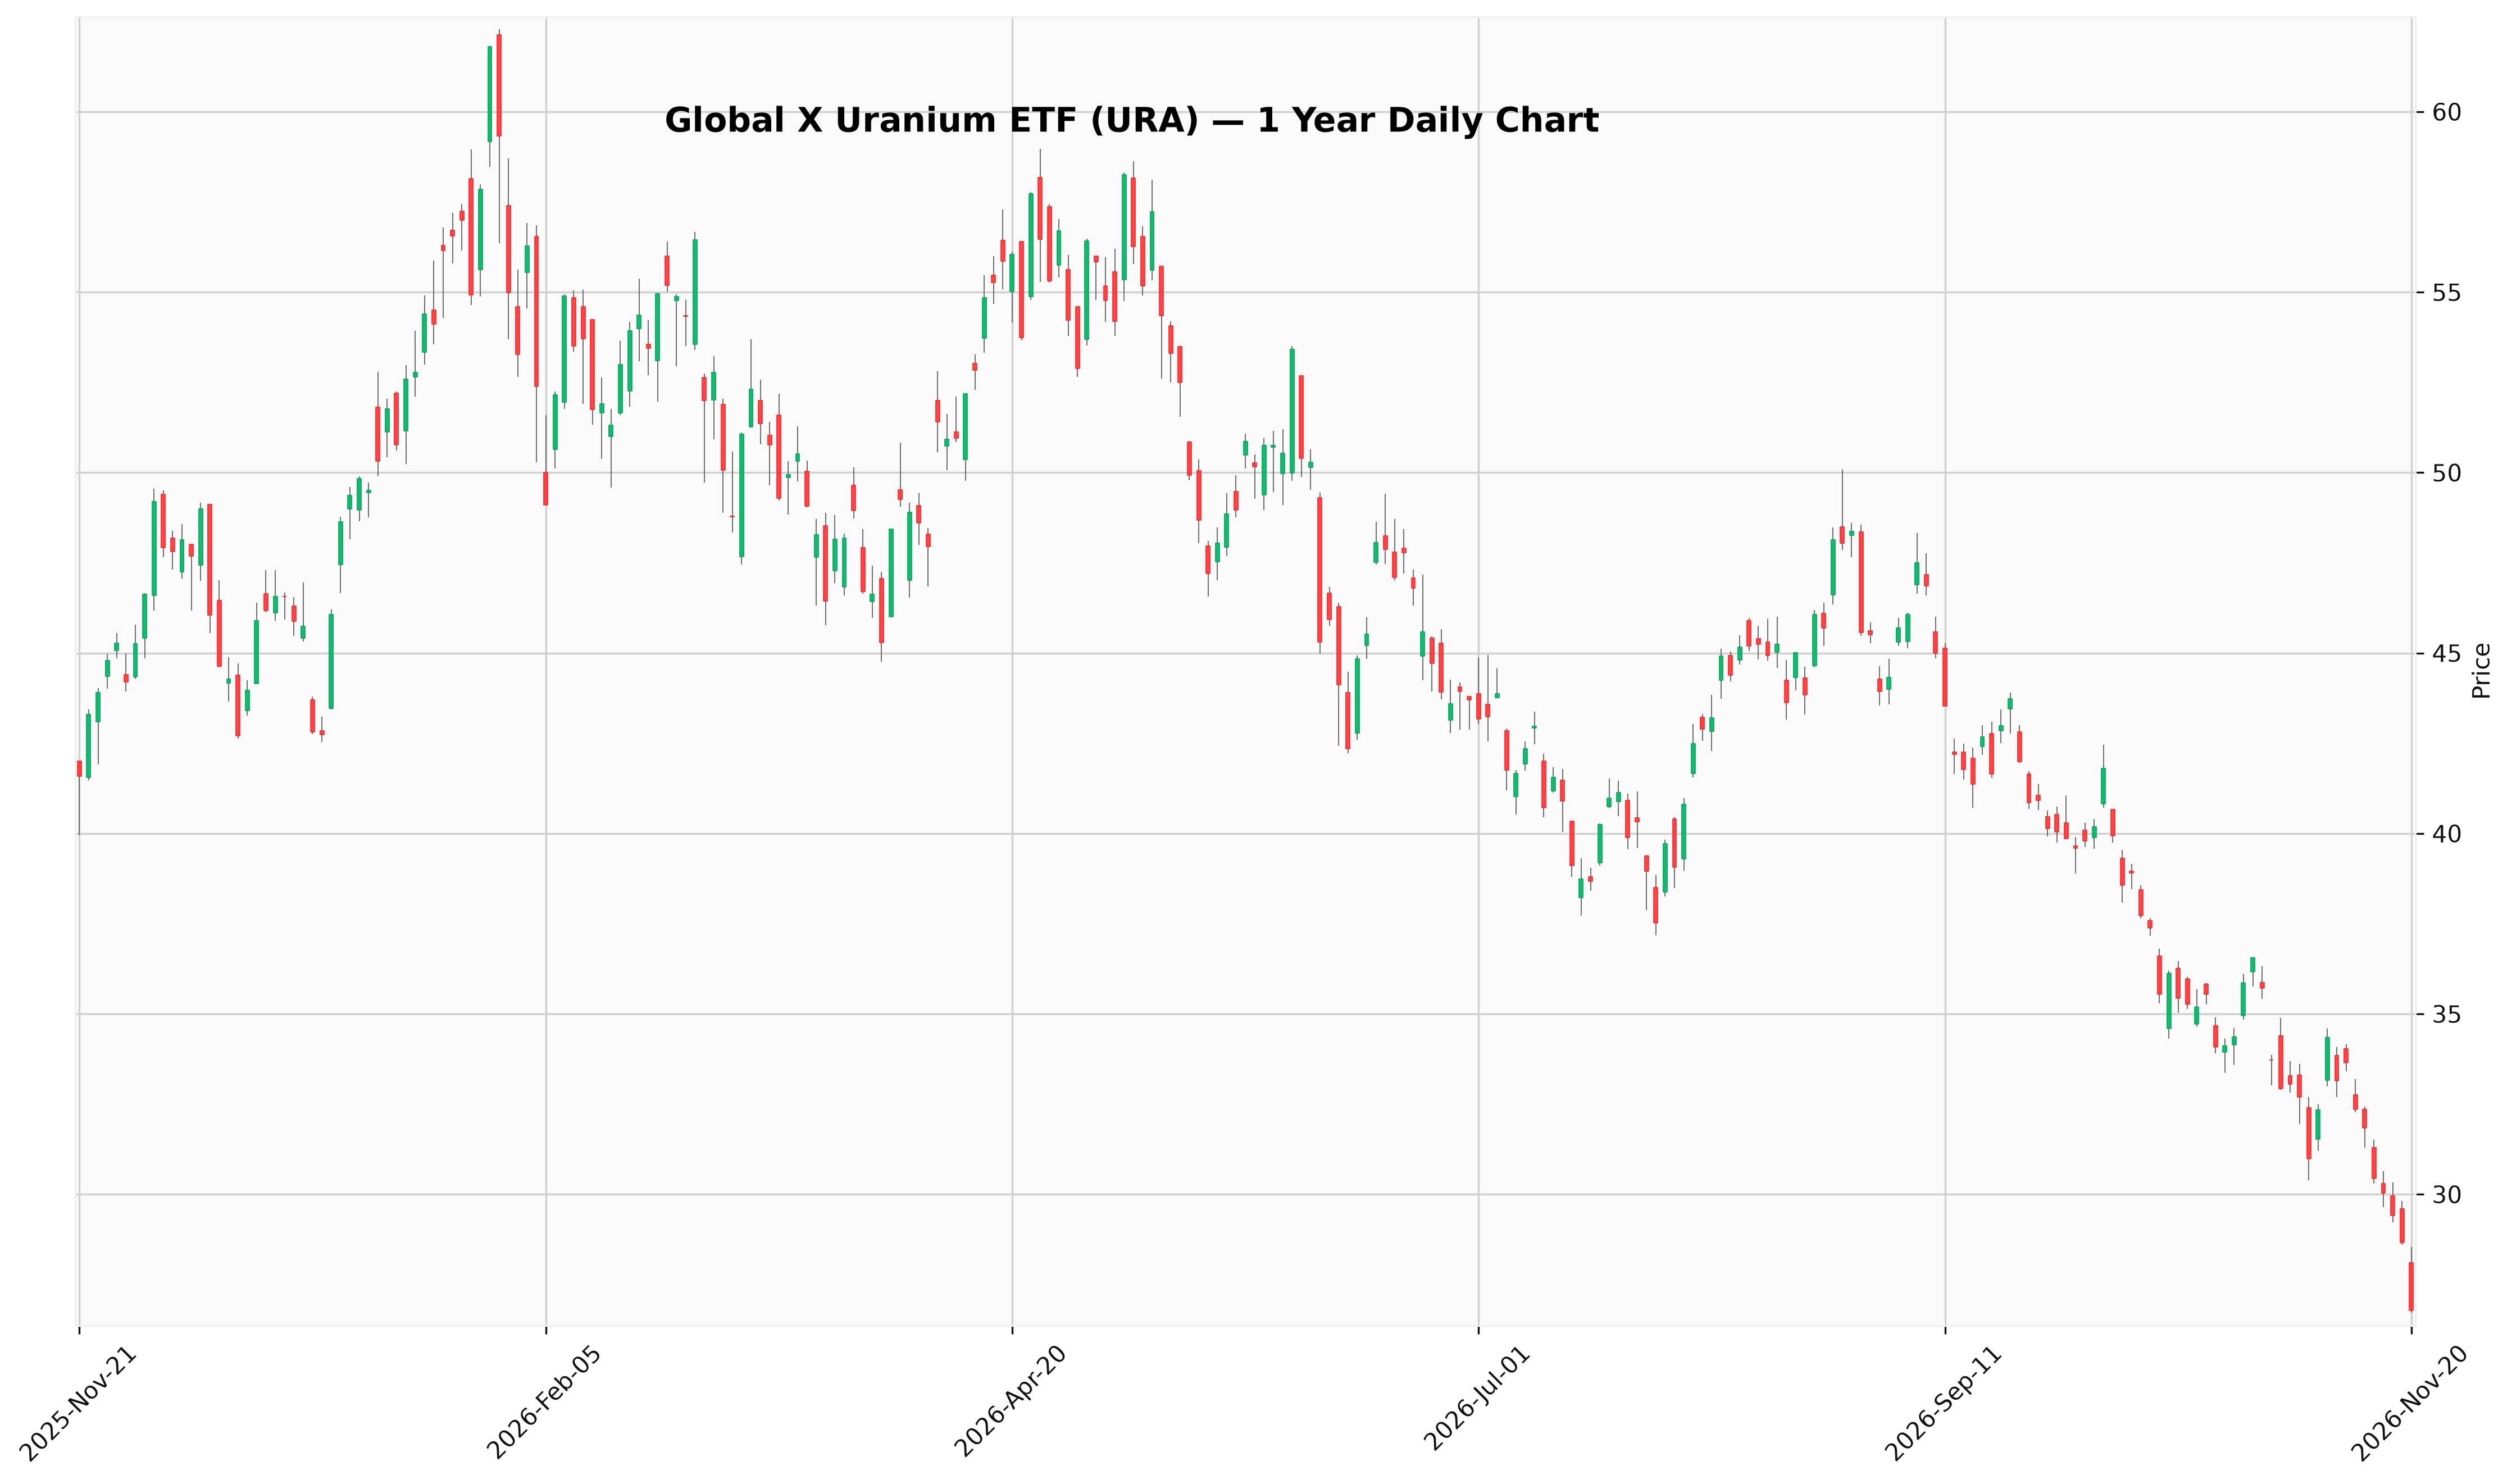 Global X Uranium ETF (URA) — 1 Year Daily Chart
60
55
50
45
40
35
30
Price
2025-Nov-21
2026-Feb-05
2026-Apr-20
2026-Jul-01
2026-Sep-11
2026-Nov-20